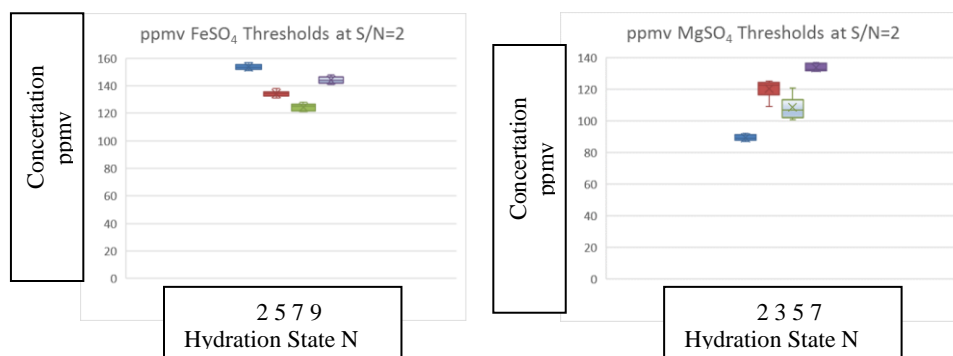 ppmv FeSO₄ Thresholds at S/N=2
Concertation
ppmv
160
140
120
100
80
60
40
20
0
2 5 7 9
Hydration State N
ppmv MgSO₄ Thresholds at S/N=2
Concertation
ppmv
140
120
100
80
60
40
20
0
2 3 5 7
Hydration State N